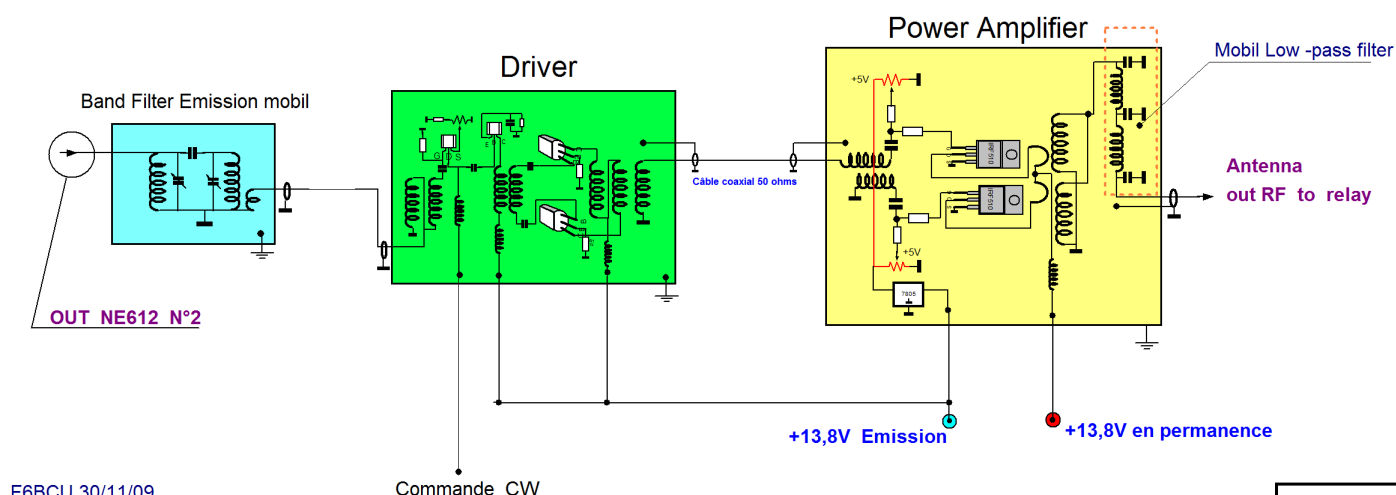 Power Amplifier
Mobil Low -pass filter
Driver
Band Filter Emission mobil
+5V
G D S
E B C
IRF510
IRF510
Câble coaxial 50 ohms
Antenna
out RF to relay
+5V
7805
OUT NE612 N°2
+13,8V Emission
+13,8V en permanence
F6BCU 30/11/09
Commande CW